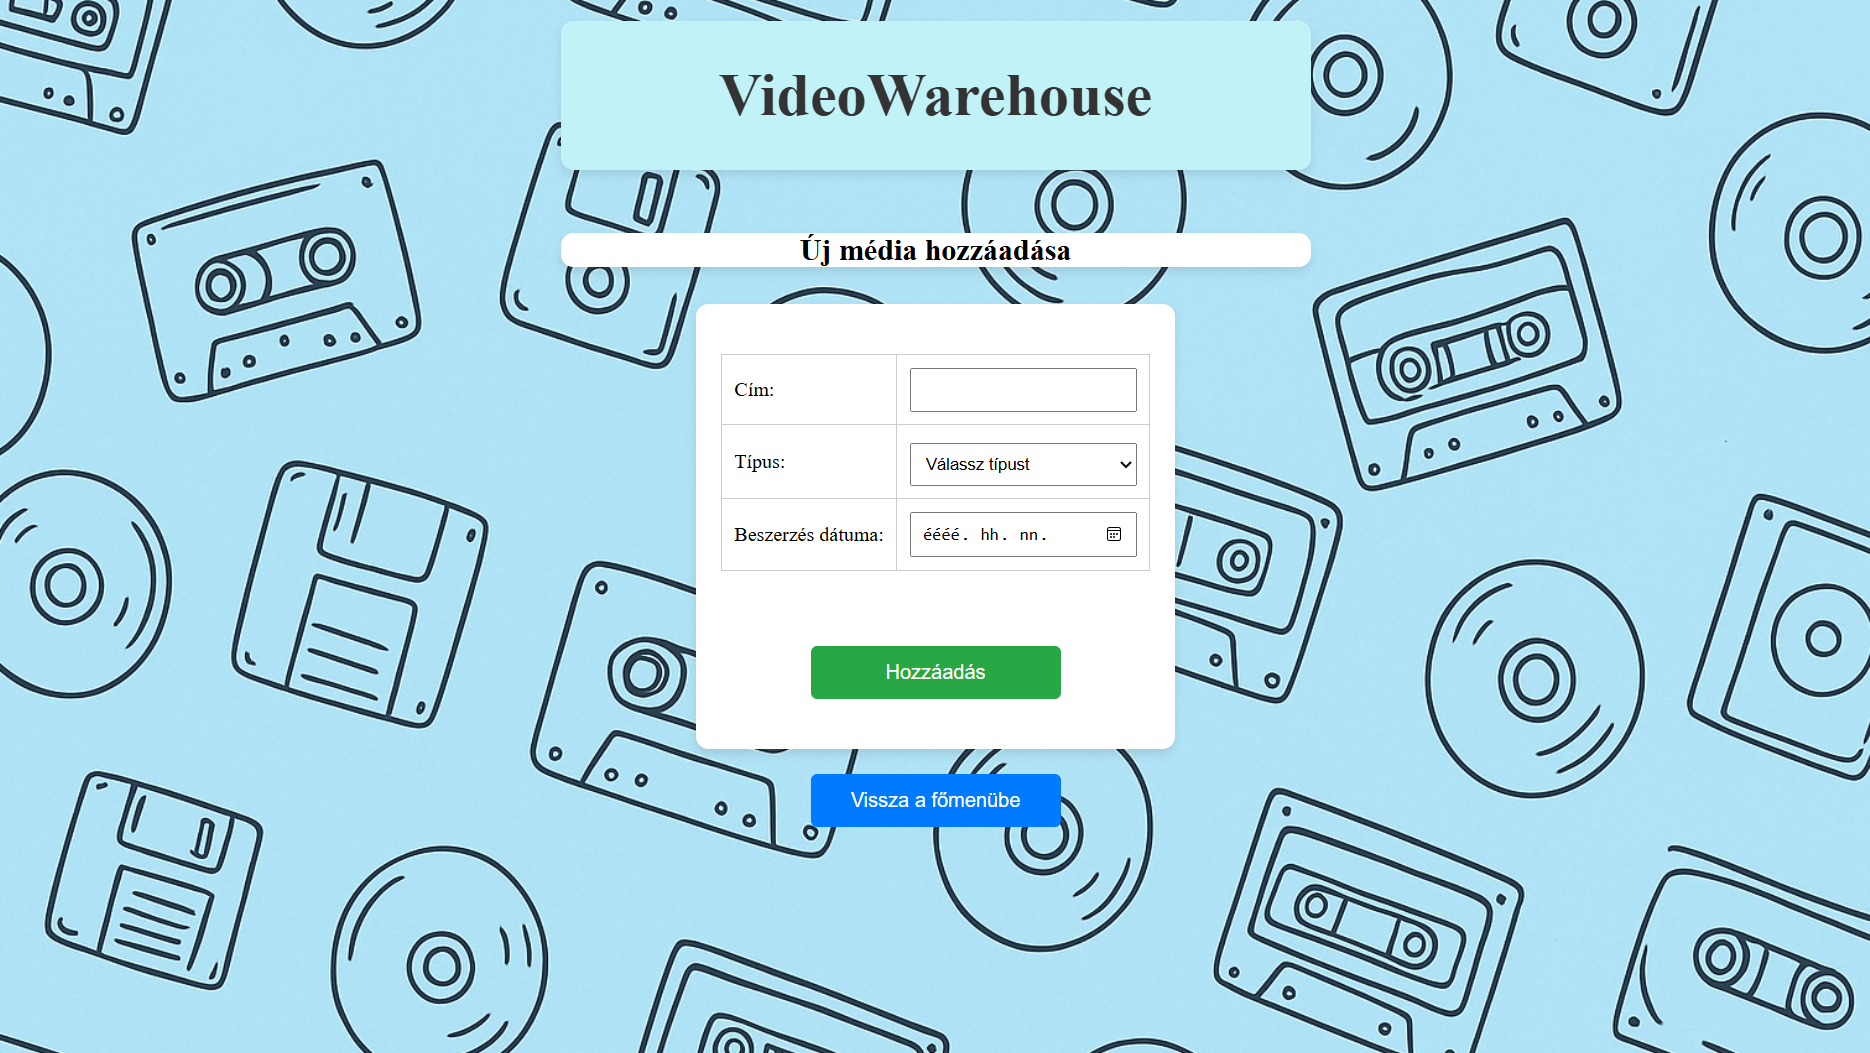 VideoWarehouse
Új média hozzáadása
Cím:
Típus:
Válassz típust
Beszerzés dátuma:
éééé. hh. nn.
Hozzáadás
Vissza a főmenübe